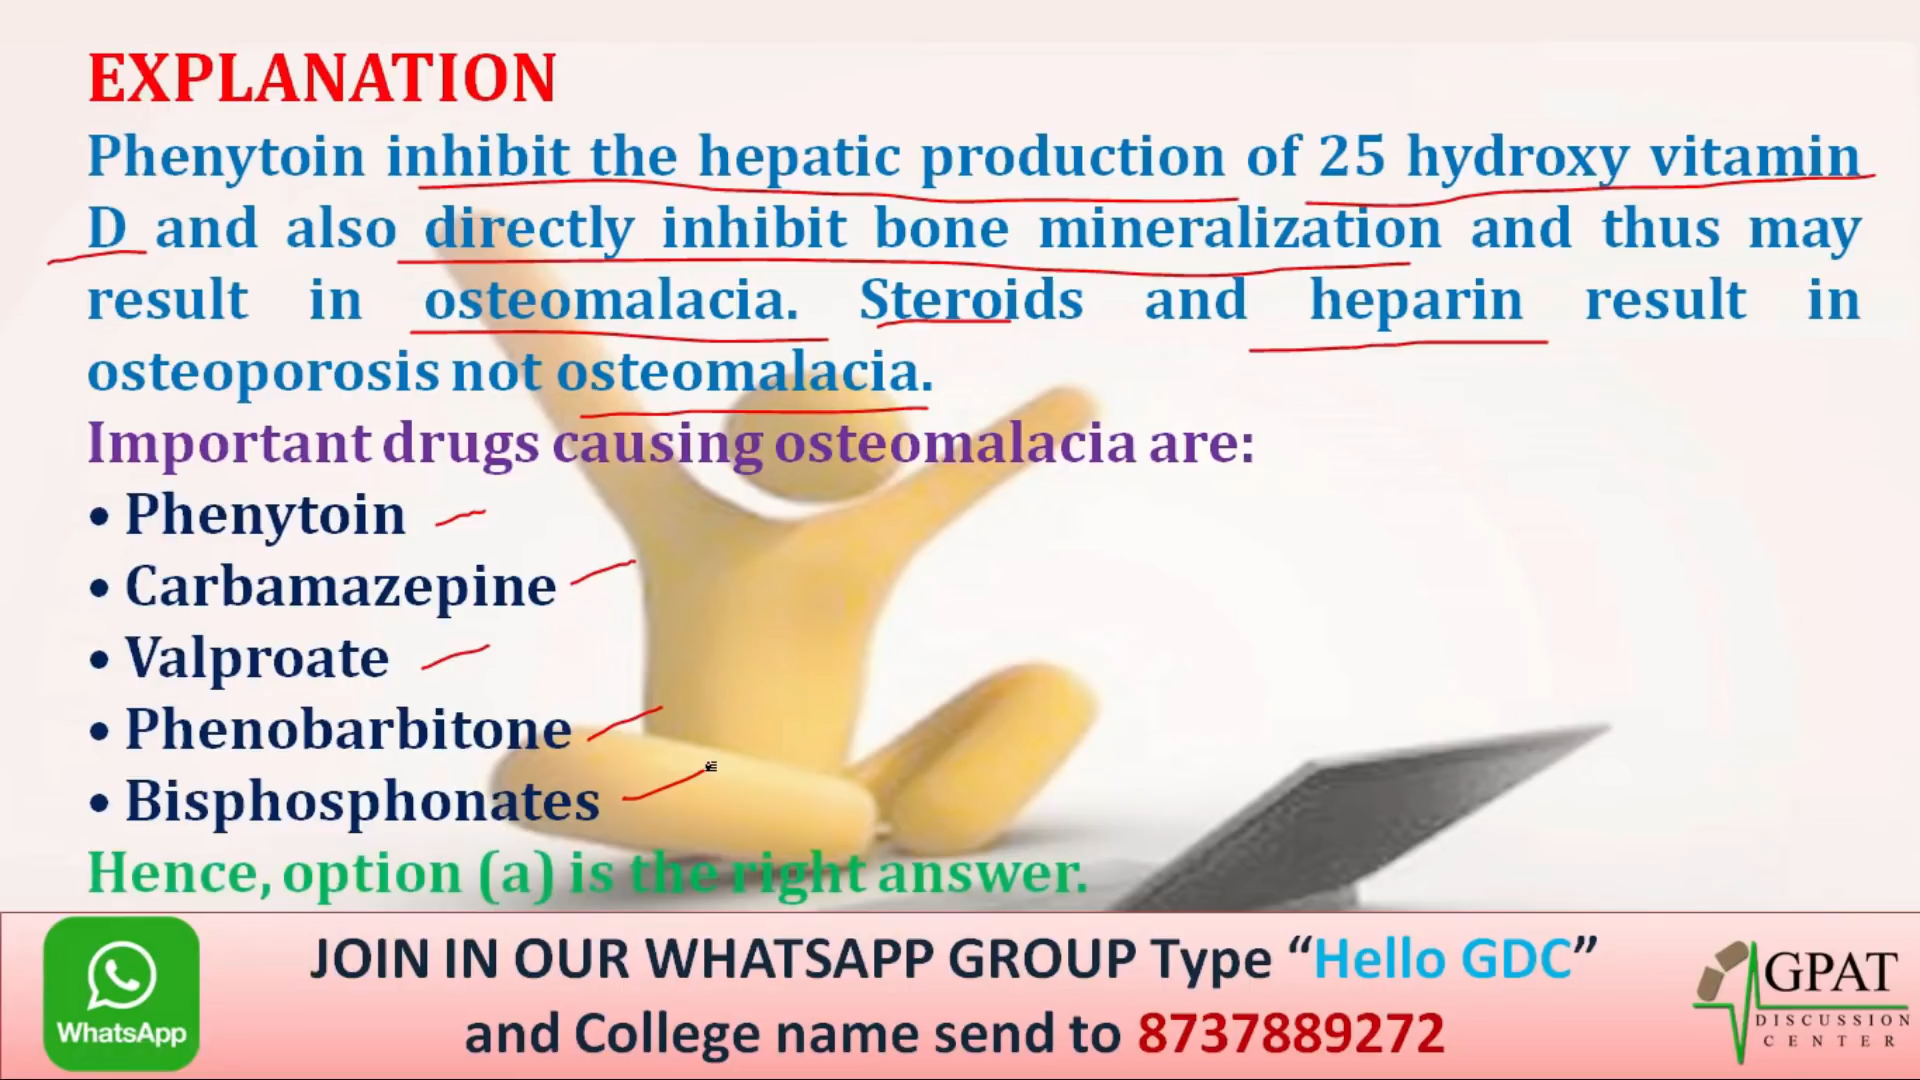 EXPLANATION
Phenytoin inhibit the hepatic production of 25 hydroxy vitamin
D and also directly inhibit bone mineralization and thus may
result in osteomalacia. Steroids and heparin result in
osteoporosis not osteomalacia.
Important drugs causing osteomalacia are:
• Phenytoin
• Carbamazepine
• Valproate
• Phenobarbitone
• Bisphosphonates
Hence, option (a) is the right answer.
JOIN IN OUR WHATSAPP GROUP Type “Hello GDC”
and College name send to 8737889272
WhatsApp
GPAT
DISCUSSION
CENTER